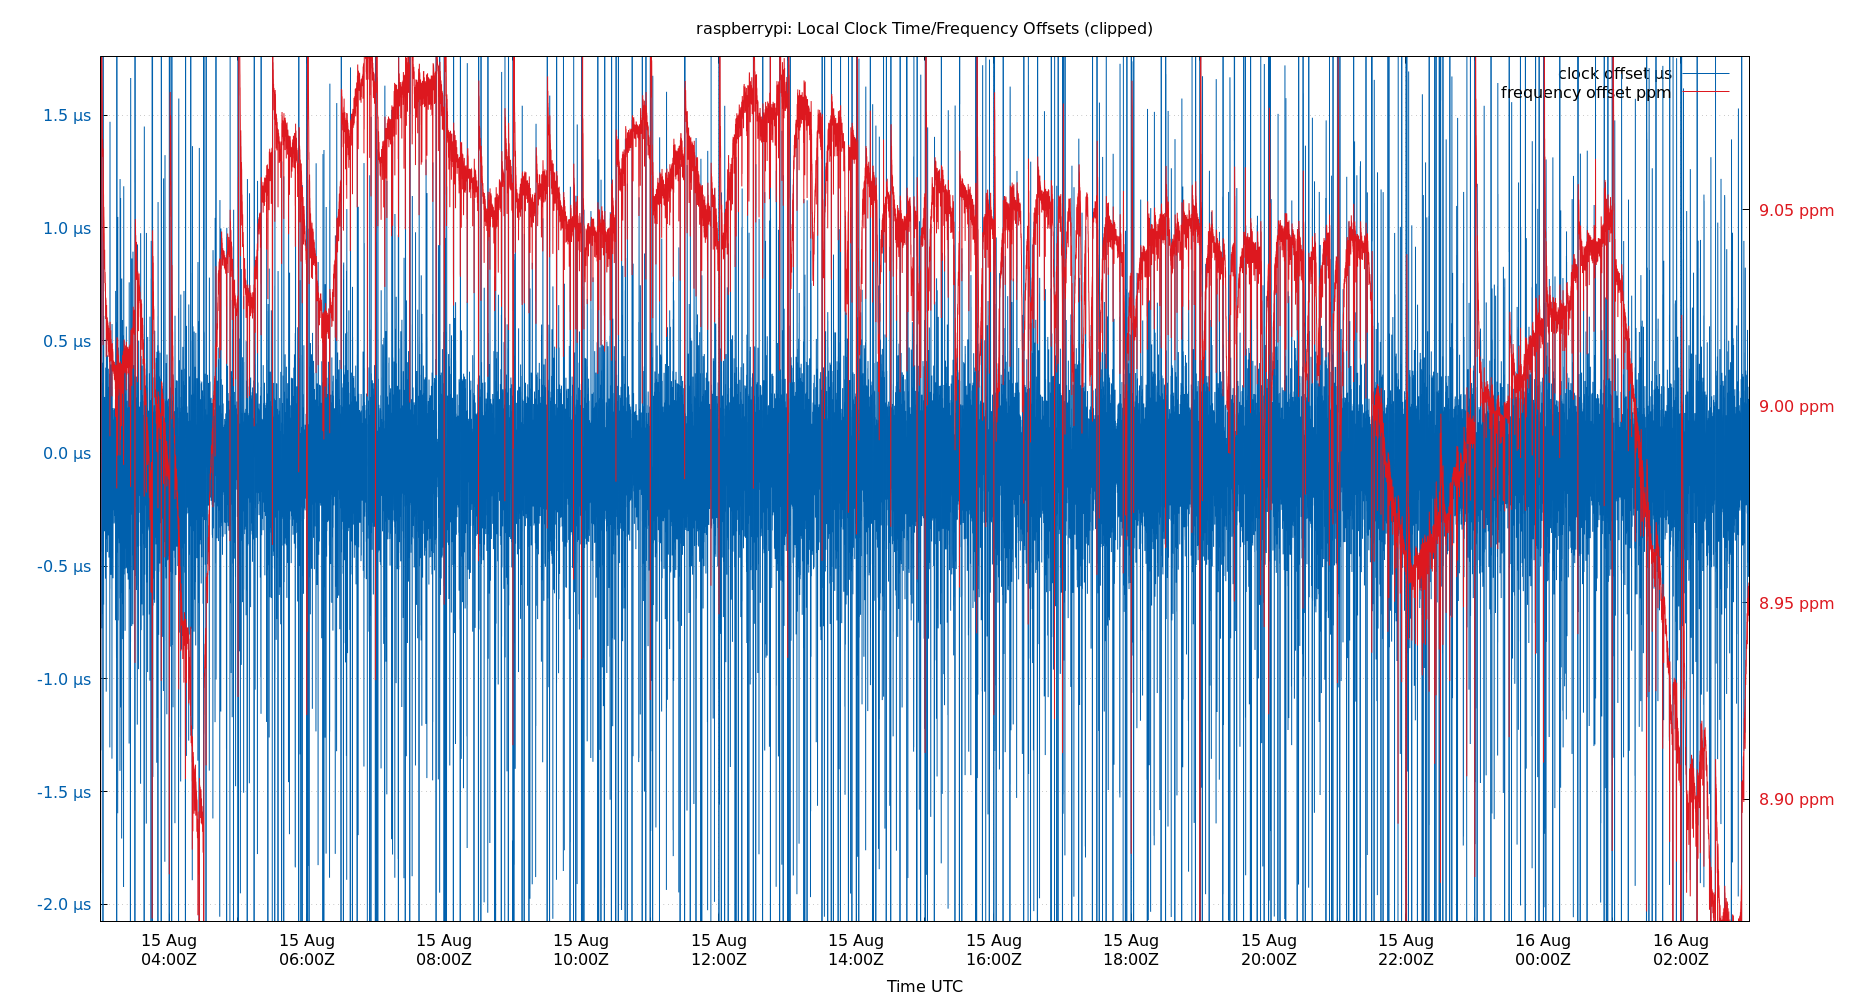 raspberrypi: Local Clock Time/Frequency Offsets (clipped)
clock offset µs
frequency offset ppm
1.5 µs
1.0 µs
0.5 µs
0.0 µs
-0.5 µs
-1.0 µs
-1.5 µs
-2.0 µs
9.05 ppm
9.00 ppm
8.95 ppm
8.90 ppm
15 Aug 15 Aug 15 Aug 15 Aug 15 Aug 15 Aug 15 Aug 15 Aug 15 Aug 15 Aug 16 Aug 16 Aug
04:00Z 06:00Z 08:00Z 10:00Z 12:00Z 14:00Z 16:00Z 18:00Z 20:00Z 22:00Z 00:00Z 02:00Z
Time UTC